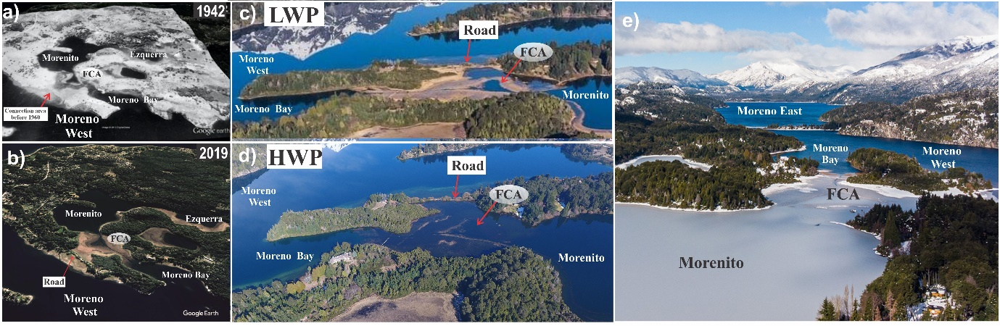 a)
1942
Morenito
Ezquerra
FCA
Connection area
before 1960
Moreno Bay
Moreno
West
Google earth
b)
2019
Morenito
Ezquerra
FCA
Moreno Bay
Road
Moreno
West
Google Earth
c)
LWP
Road
FCA
Moreno
West
Morenito
Moreno Bay
d)
HWP
Road
FCA
Moreno
West
Moreno Bay
Morenito
e)
Moreno East
Moreno
Bay
Moreno
West
FCA
Morenito